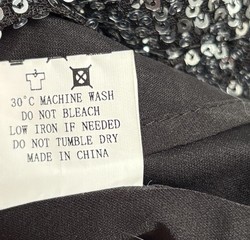 30°C MACHINE WASH
DO NOT BLEACH
LOW IRON IF NEEDED
DO NOT TUMBLE DRY
MADE IN CHINA